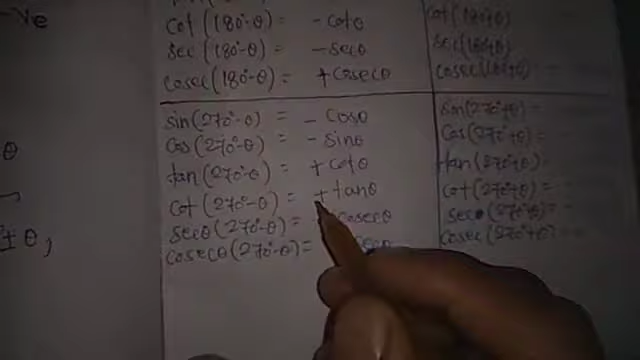 -ve
cot(180°-θ) = -cotθ
sec(180°-θ) = -secθ
cosec(180°-θ) = +cosecθ
sin(270°-θ) = -cosθ
cos(270°-θ) = -sinθ
tan(270°-θ) = +cotθ
cot(270°-θ) = +tanθ
secθ(270°-θ) = cosecθ
cosecθ(270°-θ) = secθ
θ
± θ,
cot(180°+θ)
sec(180°+θ)
cosec(180°+θ) =
sin(270°+θ) =
cos(270°+θ) =
tan(270°+θ) =
cot(270°+θ) =
sec(270°+θ) =
cosec(270°+θ) =